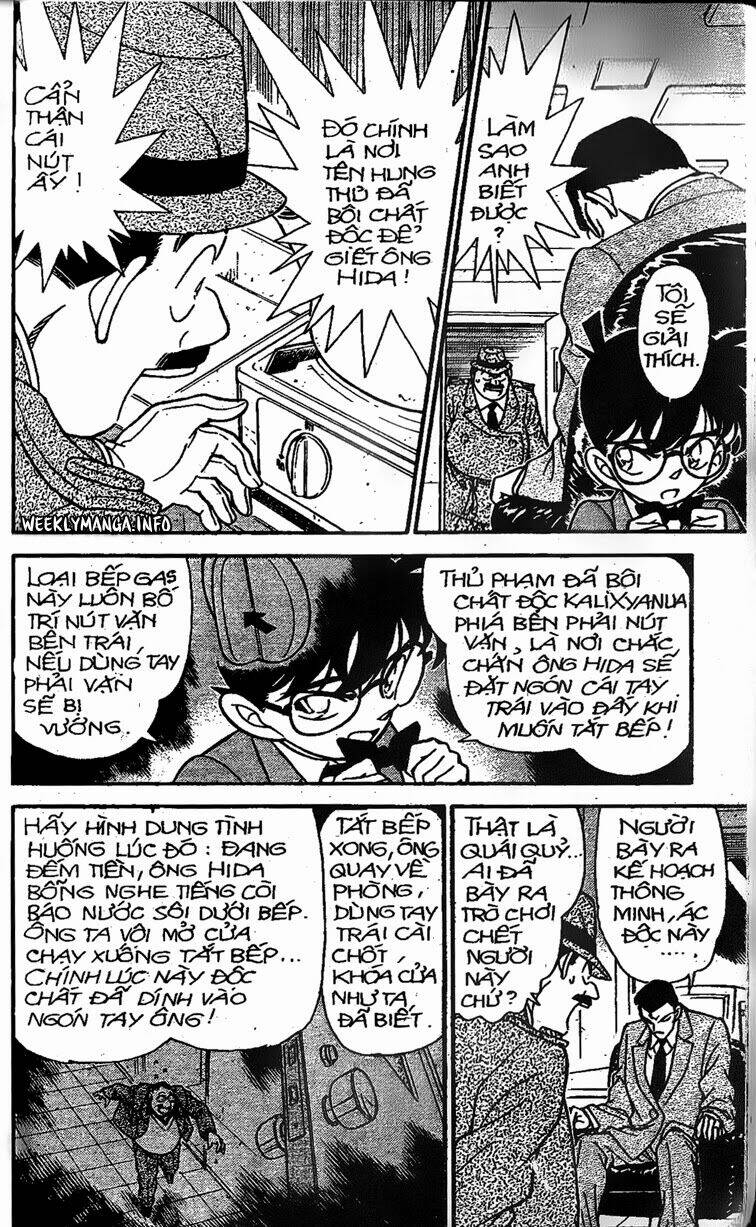 CẨN
THẬN
CÁI
NÚT
ẤY!
ĐÓ CHÍNH
LÀ NƠI
TÊN HUNG
THỦ ĐÃ
BÔI CHẤT
ĐỘC ĐỂ
GIẾT ÔNG
HIDA!
LÀM
SAO
ANH
BIẾT
ĐƯỢC
?
TÔI
SẼ
GIẢI
THÍCH.
WEEKLYMANGA.INFO
LOẠI BẾP GAS
NÀY LUÔN BỐ
TRÍ NÚT VẶN
BÊN TRÁI,
NẾU DÙNG TAY
PHẢI VẶN
SẼ BỊ
VƯỚNG.
THỦ PHẠM ĐÃ BÔI
CHẤT ĐỘC KALIXYANUA
PHIÁ BÊN PHẢI NÚT
VẶN, LÀ NƠI CHẮC
CHẮN ÔNG HIDA SẼ
ĐẶT NGÓN CÁI TAY
TRÁI VÀO ĐẤY KHI
MUỐN TẮT BẾP!
HÃY HÌNH DUNG TÌNH
HUỐNG LÚC ĐÓ: ĐANG
ĐẾM TIỀN, ÔNG HIDA
BỖNG NGHE TIẾNG CÒI
BÁO NƯỚC SÔI DƯỚI BẾP.
ÔNG TA VỘI MỞ CỬA
CHẠY XUỐNG TẮT BẾP...
CHÍNH LÚC NÀY ĐỘC
CHẤT ĐÃ DÍNH VÀO
NGÓN TAY ÔNG!
TẮT BẾP
XONG, ÔNG
QUAY VỀ
PHÒNG,
DÙNG TAY
TRÁI CÀI
CHỐT,
KHÓA CỬA
NHƯ TA
ĐÃ BIẾT.
THẬT LÀ
QUÁI QUỶ...
AI ĐÃ
BÀY RA
TRÒ CHƠI
CHẾT
NGƯỜI
NÀY
CHỨ?
NGƯỜI
BÀY RA
KẾ HOẠCH
THÔNG
MINH, ÁC
ĐỘC NÀY
.....